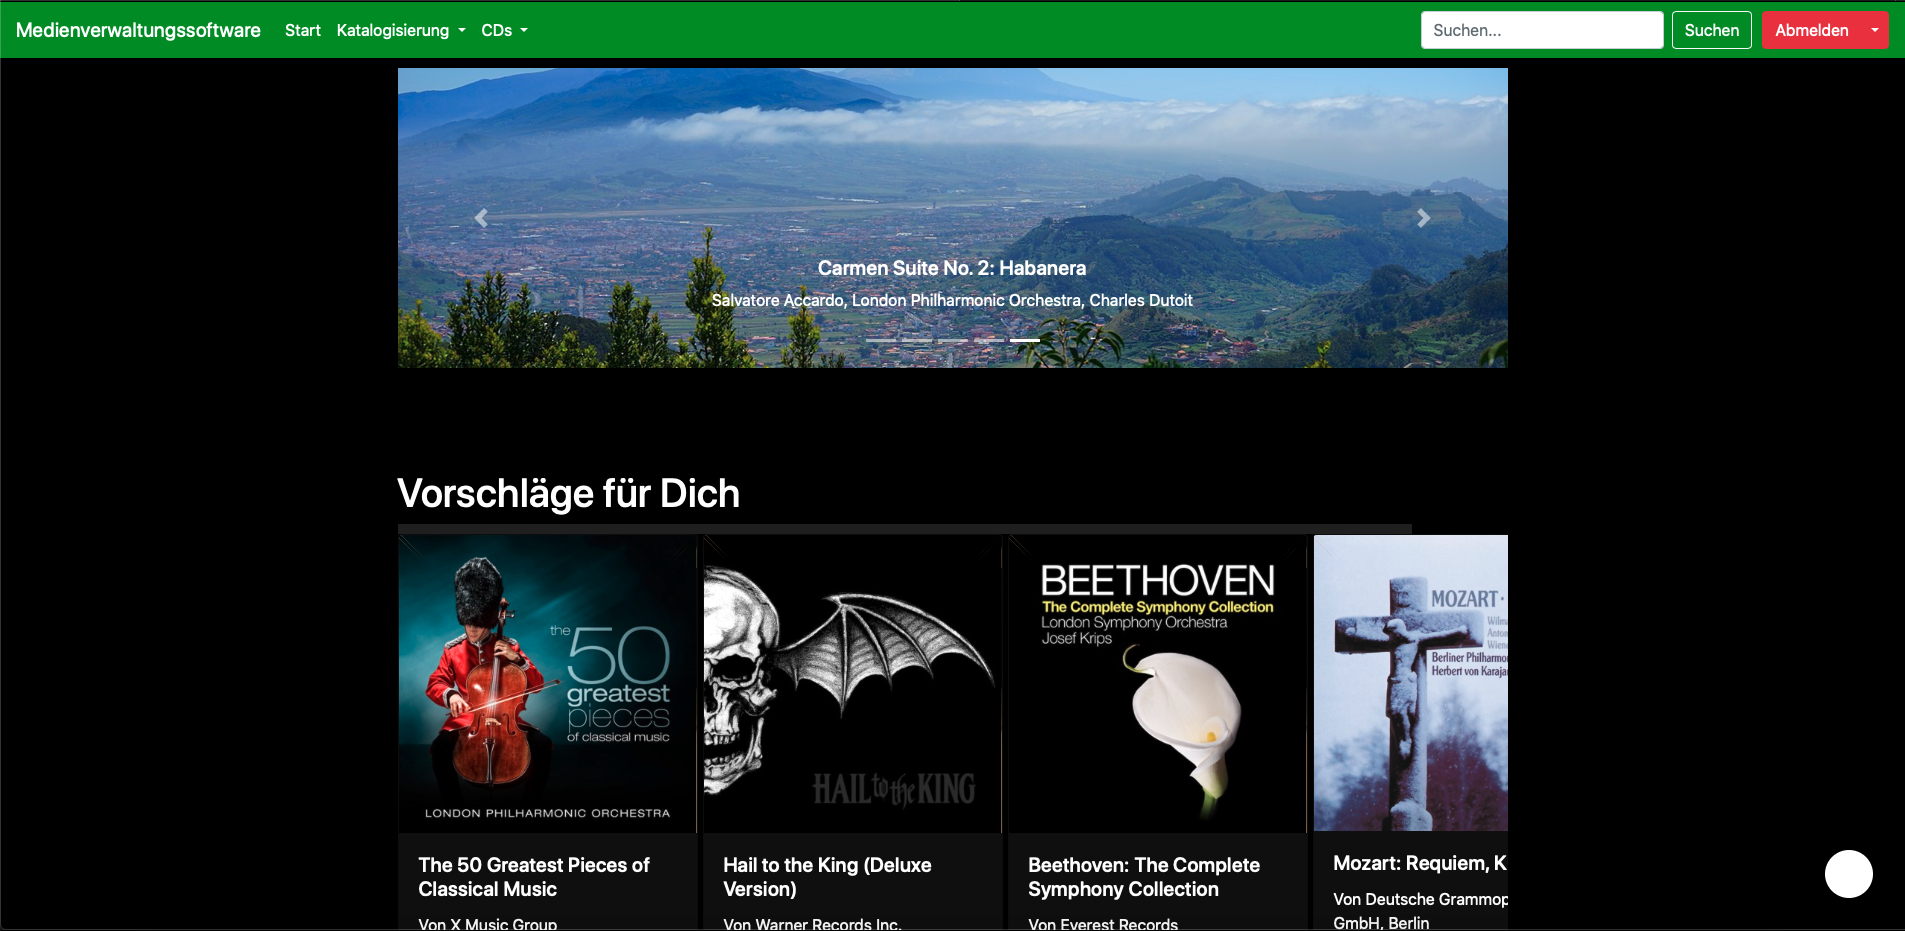 Medienverwaltungssoftware Start Katalogisierung CDs Suchen... Suchen Abmelden
Carmen Suite No. 2: Habanera
Salvatore Accardo, London Philharmonic Orchestra, Charles Dutoit
Vorschläge für Dich
the
50
greatest
pieces
of classical music
LONDON PHILHARMONIC ORCHESTRA
HAIL to the KING
BEETHOVEN
The Complete Symphony Collection
London Symphony Orchestra
Josef Krips
MOZART ·
Wilm
Anton
Wiene
Berliner Philharmo
Herbert von Karaja
The 50 Greatest Pieces of
Classical Music
Von X Music Group
Hail to the King (Deluxe
Version)
Von Warner Records Inc.
Beethoven: The Complete
Symphony Collection
Von Everest Records
Mozart: Requiem, K
Von Deutsche Grammop
GmbH, Berlin